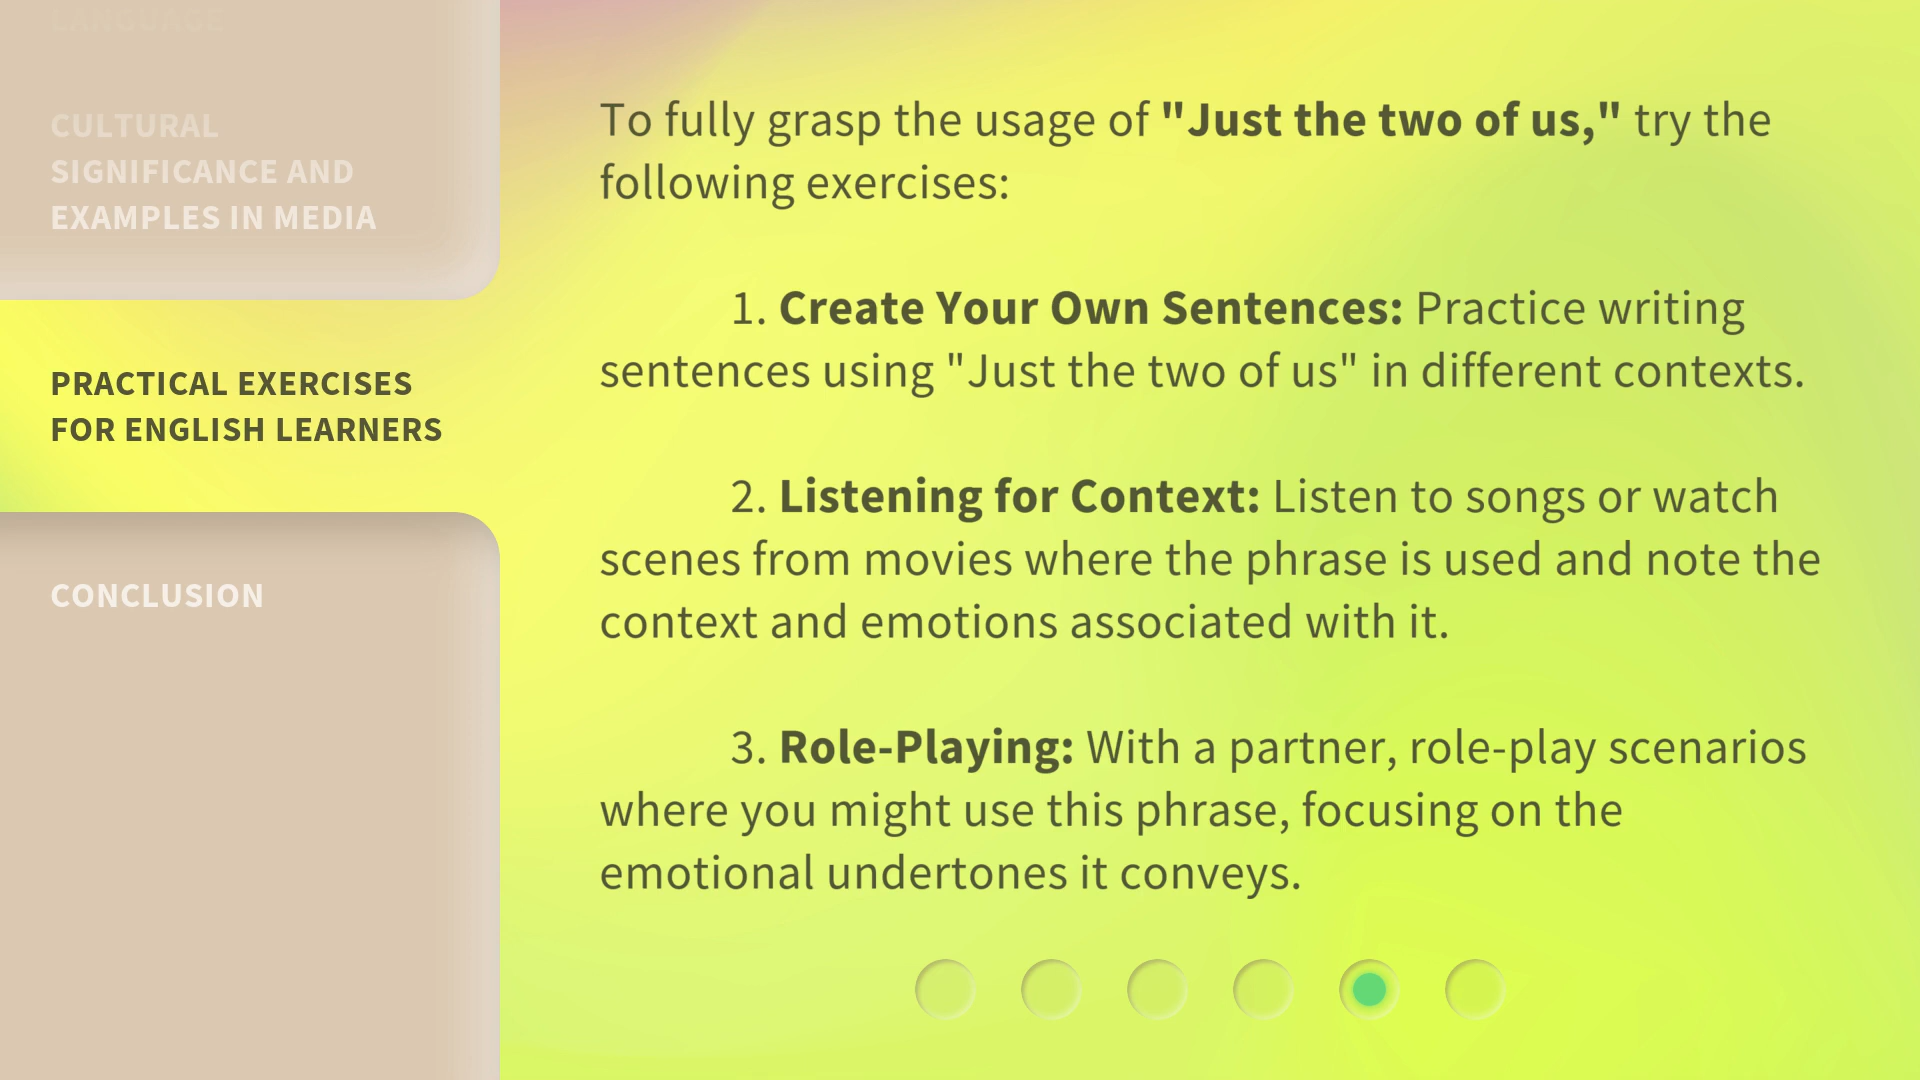 LANGUAGE
CULTURAL
SIGNIFICANCE AND
EXAMPLES IN MEDIA
PRACTICAL EXERCISES
FOR ENGLISH LEARNERS
CONCLUSION
To fully grasp the usage of "Just the two of us," try the
following exercises:
1. Create Your Own Sentences: Practice writing
sentences using "Just the two of us" in different contexts.
2. Listening for Context: Listen to songs or watch
scenes from movies where the phrase is used and note the
context and emotions associated with it.
3. Role-Playing: With a partner, role-play scenarios
where you might use this phrase, focusing on the
emotional undertones it conveys.